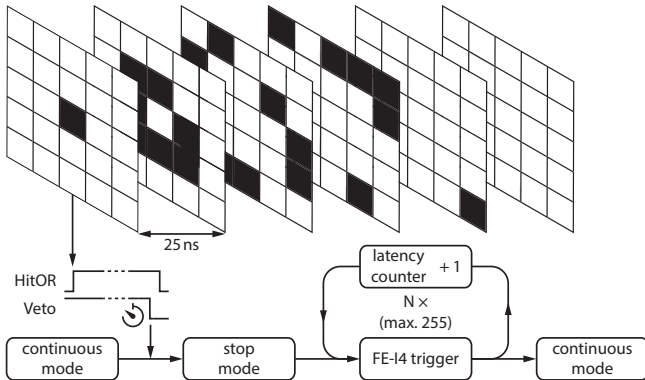 25 ns
HitOR
Veto
latency
counter + 1
N ×
(max. 255)
continuous
mode
stop
mode
FE-I4 trigger
continuous
mode